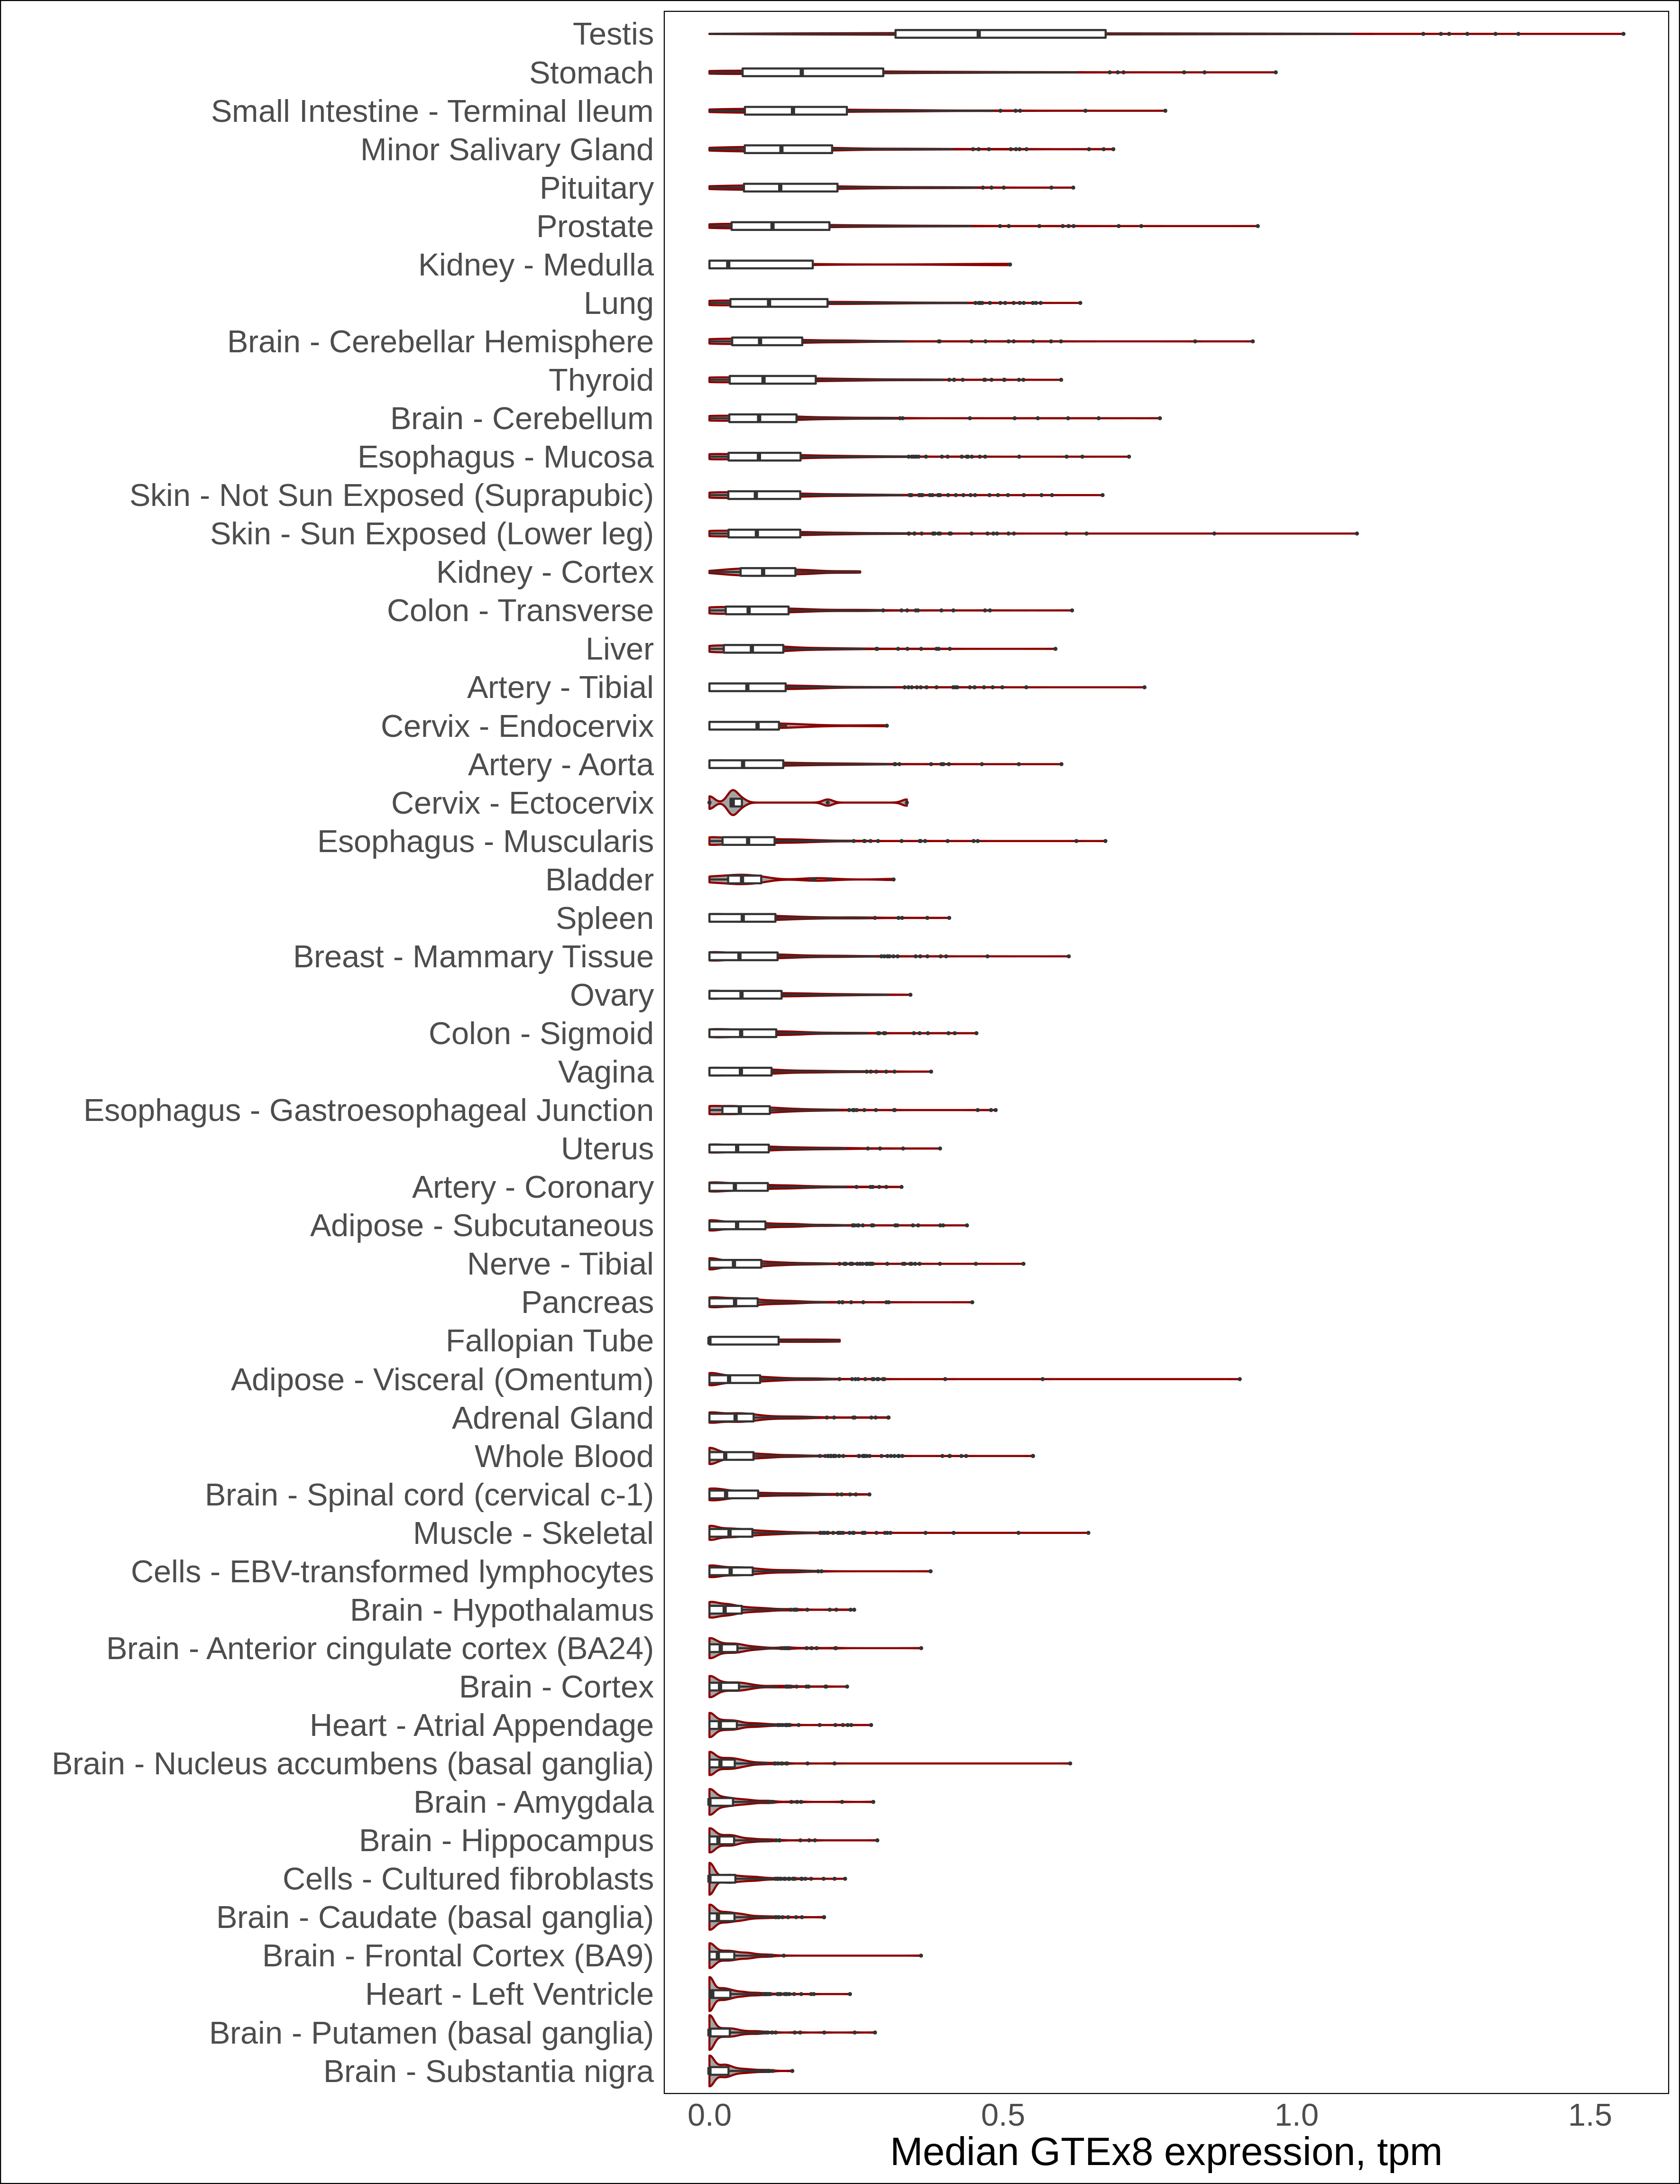 Testis
Stomach
Small Intestine - Terminal Ileum
Minor Salivary Gland
Pituitary
Prostate
Kidney - Medulla
Lung
Brain - Cerebellar Hemisphere
Thyroid
Brain - Cerebellum
Esophagus - Mucosa
Skin - Not Sun Exposed (Suprapubic)
Skin - Sun Exposed (Lower leg)
Kidney - Cortex
Colon - Transverse
Liver
Artery - Tibial
Cervix - Endocervix
Artery - Aorta
Cervix - Ectocervix
Esophagus - Muscularis
Bladder
Spleen
Breast - Mammary Tissue
Ovary
Colon - Sigmoid
Vagina
Esophagus - Gastroesophageal Junction
Uterus
Artery - Coronary
Adipose - Subcutaneous
Nerve - Tibial
Pancreas
Fallopian Tube
Adipose - Visceral (Omentum)
Adrenal Gland
Whole Blood
Brain - Spinal cord (cervical c-1)
Muscle - Skeletal
Cells - EBV-transformed lymphocytes
Brain - Hypothalamus
Brain - Anterior cingulate cortex (BA24)
Brain - Cortex
Heart - Atrial Appendage
Brain - Nucleus accumbens (basal ganglia)
Brain - Amygdala
Brain - Hippocampus
Cells - Cultured fibroblasts
Brain - Caudate (basal ganglia)
Brain - Frontal Cortex (BA9)
Heart - Left Ventricle
Brain - Putamen (basal ganglia)
Brain - Substantia nigra
0.0 0.5 1.0 1.5
Median GTEx8 expression, tpm